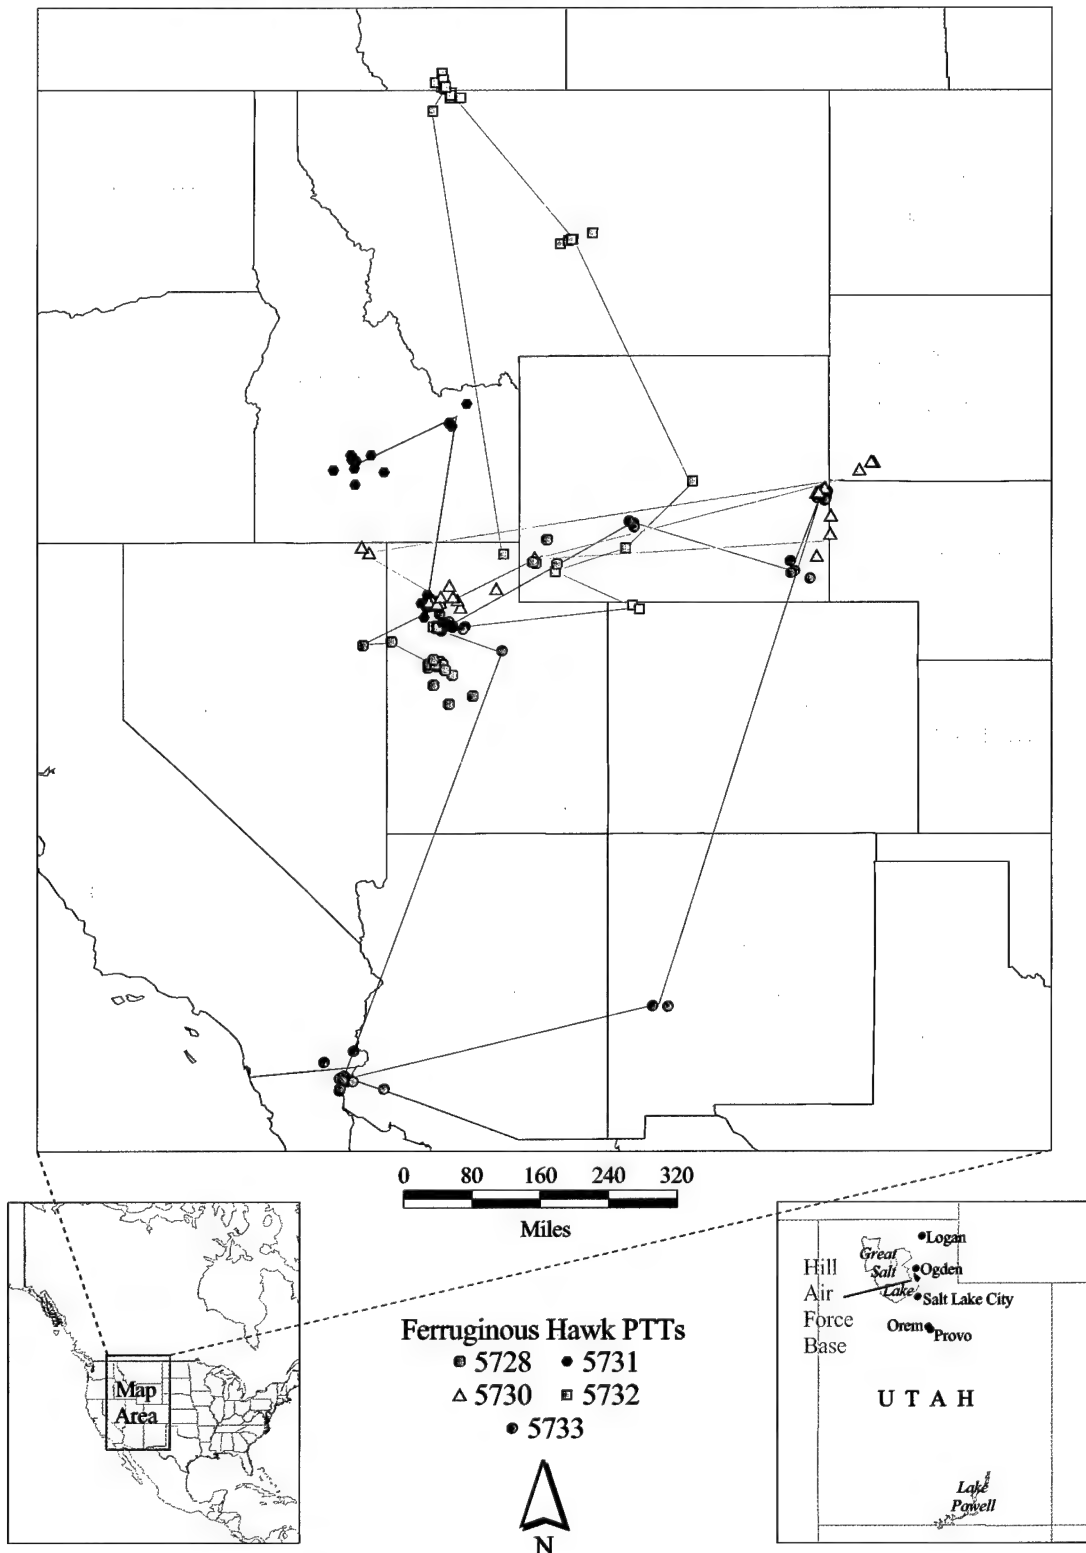 0 80 160 240 320
Miles
Map
Area
Ferruginous Hawk PTTs
5728 5731
5730 5732
5733
N
Logan
Great
Salt
Lake
Ogden
Hill
Air
Force
Base
Salt Lake City
Orem
Provo
UTAH
Lake
Powell